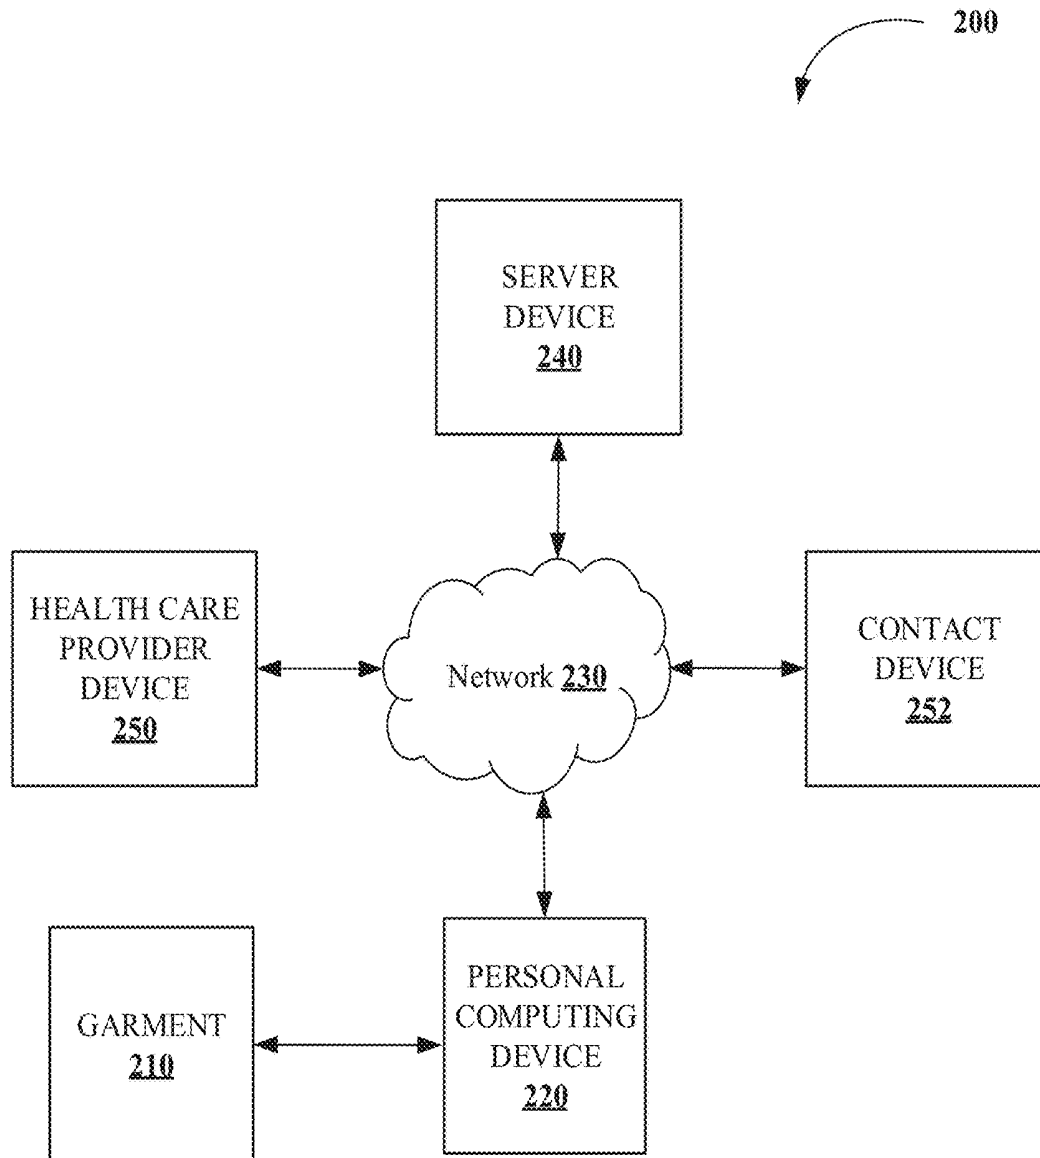 200
SERVER
DEVICE
240
HEALTH CARE
PROVIDER
DEVICE
250
Network 230
CONTACT
DEVICE
252
GARMENT
210
PERSONAL
COMPUTING
DEVICE
220